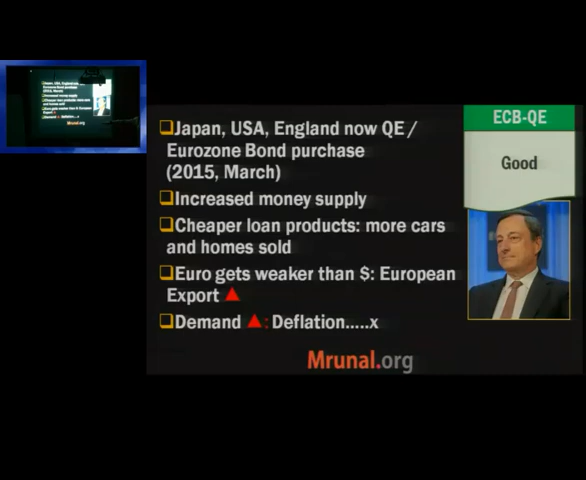 ECB-QE
Good
Japan, USA, England now QE /
Eurozone Bond purchase
(2015, March)
Increased money supply
Cheaper loan products: more cars
and homes sold
Euro gets weaker than $: European
Export ▲
Demand ▲: Deflation.....x
Mrunal.org